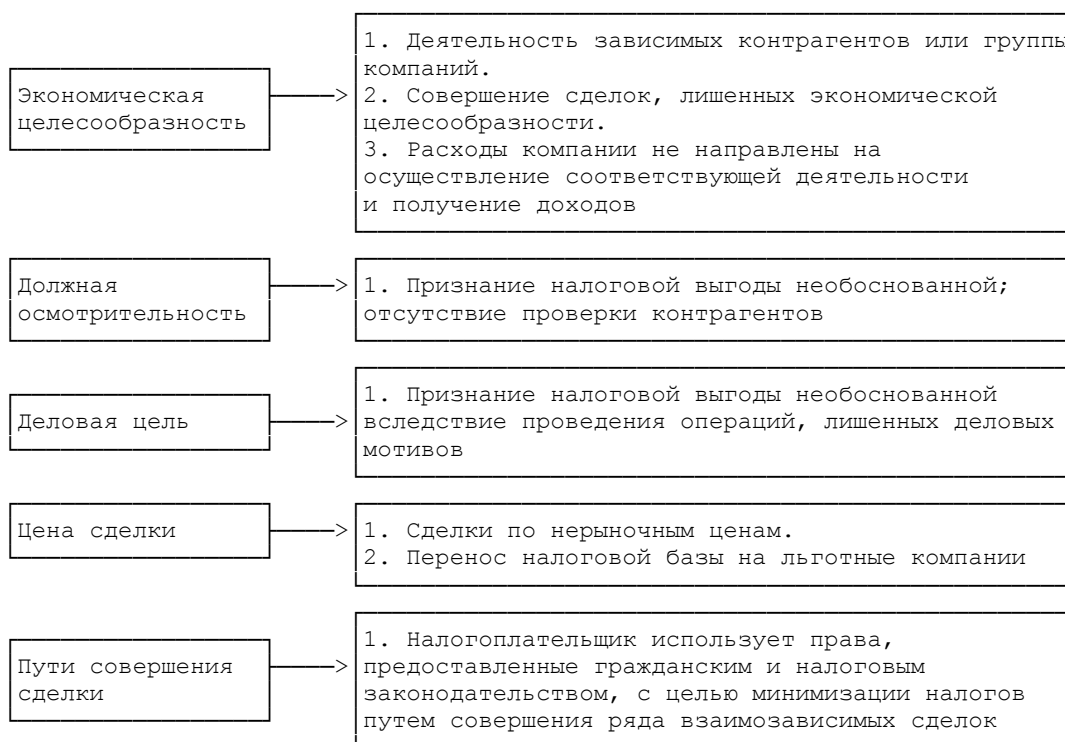 1. Деятельность зависимых контрагентов или группы
компаний.
Экономическая
целесообразность
2. Совершение сделок, лишенных экономической
целесообразности.
3. Расходы компании не направлены на
осуществление соответствующей деятельности
и получение доходов
Должная
осмотрительность
1. Признание налоговой выгоды необоснованной;
отсутствие проверки контрагентов
Деловая цель
1. Признание налоговой выгоды необоснованной
вследствие проведения операций, лишенных деловых
мотивов
Цена сделки
1. Сделки по нерыночным ценам.
2. Перенос налоговой базы на льготные компании
Пути совершения
сделки
1. Налогоплательщик использует права,
предоставленные гражданским и налоговым
законодательством, с целью минимизации налогов
путем совершения ряда взаимозависимых сделок